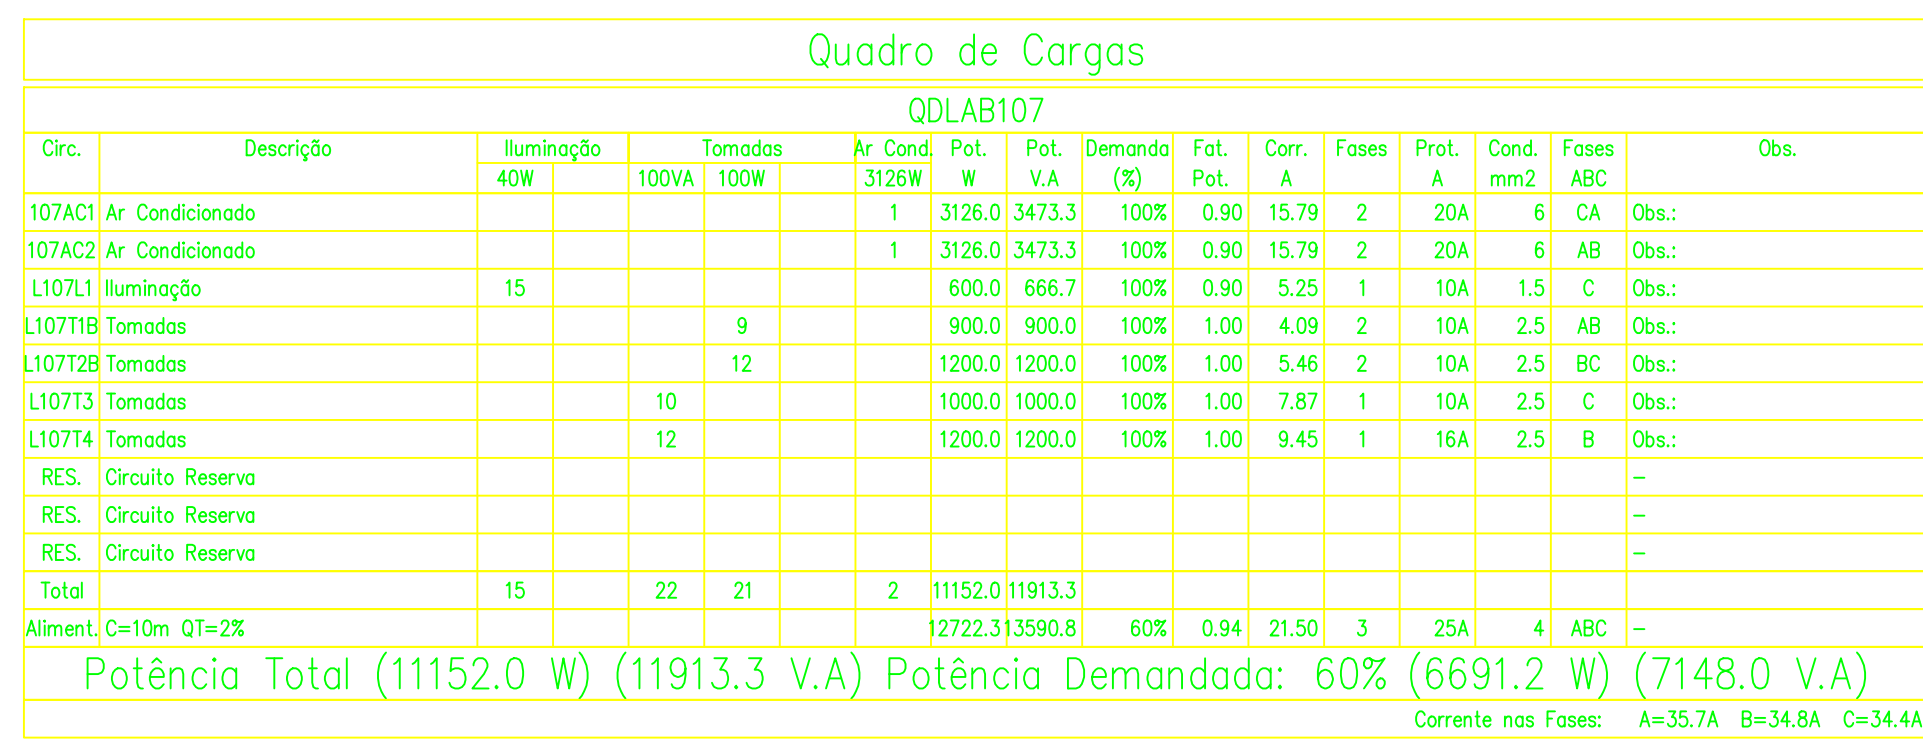 Quadro de Cargas
QDLAB107
Circ. Descrição Iluminação Tomadas Ar Cond. Pot. Pot. Demanda Fat. Corr. Fases Prot. Cond. Fases Obs.
40W 100VA 100W 3126W W V.A (%) Pot. A A mm2 ABC
107AC1 Ar Condicionado 1 3126.0 3473.3 100% 0.90 15.79 2 20A 6 CA Obs.:
107AC2 Ar Condicionado 1 3126.0 3473.3 100% 0.90 15.79 2 20A 6 AB Obs.:
L107L1 Iluminação 15 600.0 666.7 100% 0.90 5.25 1 10A 1.5 C Obs.:
L107T1B Tomadas 9 900.0 900.0 100% 1.00 4.09 2 10A 2.5 AB Obs.:
L107T2B Tomadas 12 1200.0 1200.0 100% 1.00 5.46 2 10A 2.5 BC Obs.:
L107T3 Tomadas 10 1000.0 1000.0 100% 1.00 7.87 1 10A 2.5 C Obs.:
L107T4 Tomadas 12 1200.0 1200.0 100% 1.00 9.45 1 16A 2.5 B Obs.:
RES. Circuito Reserva –
RES. Circuito Reserva –
RES. Circuito Reserva –
Total 15 22 21 2 11152.0 11913.3
Aliment. C=10m QT=2% 12722.3 13590.8 60% 0.94 21.50 3 25A 4 ABC –
Potência Total (11152.0 W) (11913.3 V.A) Potência Demandada: 60% (6691.2 W) (7148.0 V.A)
Corrente nas Fases: A=35.7A B=34.8A C=34.4A